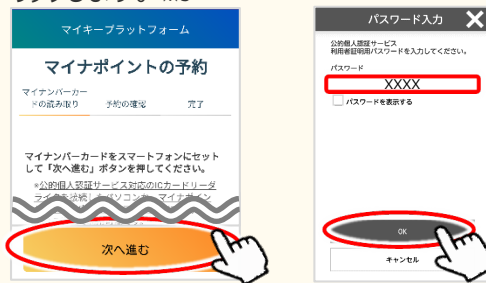 マイキープラットフォーム
マイナポイントの予約
マイナンバーカー
ドの読み取り
予約の確認
完了
マイナンバーカードをスマートフォンにセット
して「次へ進む」ボタンを押してください。
※公的個人認証サービス対応のICカードリーダ
次へ進む
パスワード入力
公的個人認証サービス
利用者証明用パスワードを入力してください。
パスワード
XXXX
パスワードを表示する
OK
キャンセル